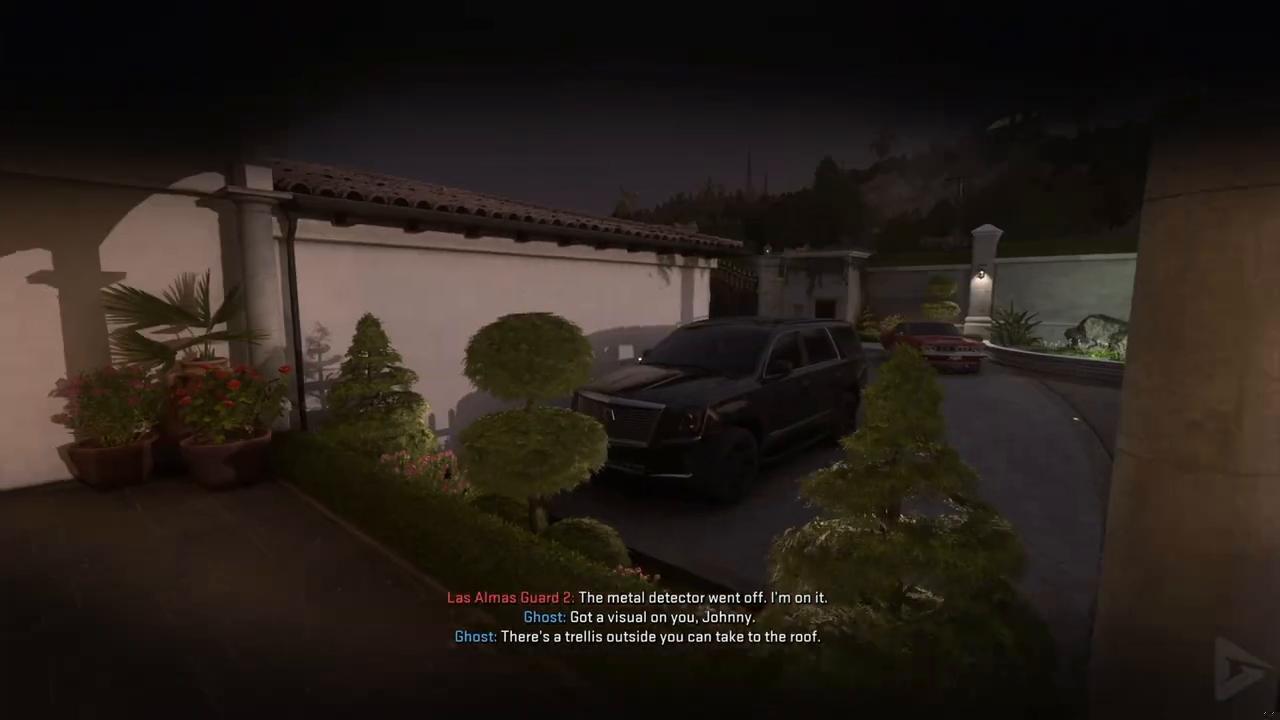 Las Almas Guard 2: The metal detector went off. I'm on it.
Ghost: Got a visual on you, Johnny.
Ghost: There's a trellis outside you can take to the roof.